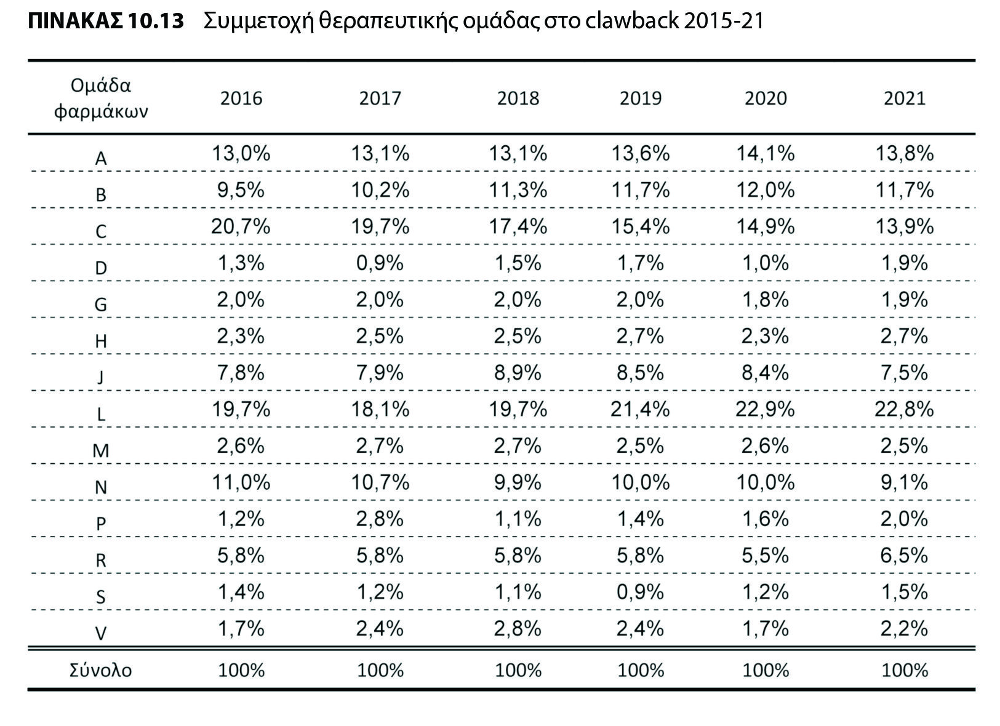 ΠΙΝΑΚΑΣ 10.13 Συμμετοχή θεραπευτικής ομάδας στο clawback 2015-21
Ομάδα φαρμάκων 2016 2017 2018 2019 2020 2021
A 13,0% 13,1% 13,1% 13,6% 14,1% 13,8%
B 9,5% 10,2% 11,3% 11,7% 12,0% 11,7%
C 20,7% 19,7% 17,4% 15,4% 14,9% 13,9%
D 1,3% 0,9% 1,5% 1,7% 1,0% 1,9%
G 2,0% 2,0% 2,0% 2,0% 1,8% 1,9%
H 2,3% 2,5% 2,5% 2,7% 2,3% 2,7%
J 7,8% 7,9% 8,9% 8,5% 8,4% 7,5%
L 19,7% 18,1% 19,7% 21,4% 22,9% 22,8%
M 2,6% 2,7% 2,7% 2,5% 2,6% 2,5%
N 11,0% 10,7% 9,9% 10,0% 10,0% 9,1%
P 1,2% 2,8% 1,1% 1,4% 1,6% 2,0%
R 5,8% 5,8% 5,8% 5,8% 5,5% 6,5%
S 1,4% 1,2% 1,1% 0,9% 1,2% 1,5%
V 1,7% 2,4% 2,8% 2,4% 1,7% 2,2%
Σύνολο 100% 100% 100% 100% 100% 100%